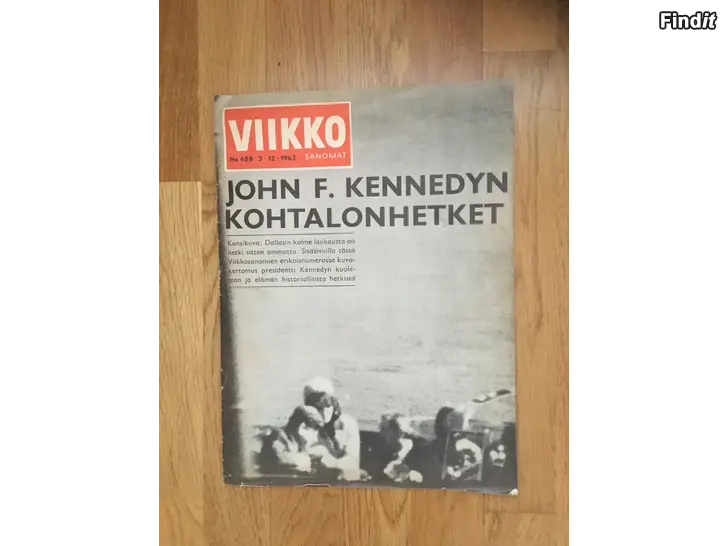 Findit
VIIKKO
No 48B · 3 · 12 · 1963 SANOMAT
JOHN F. KENNEDYN
KOHTALONHETKET
Kansikuva: Dallasin kolme laukausta on
hetki sitten ammuttu. Sisäsivuilla tässä
Viikkosanomien erikoisnumerossa kuva-
kertomus presidentti Kennedyn kuole-
man ja elämän historiallisista hetkistä